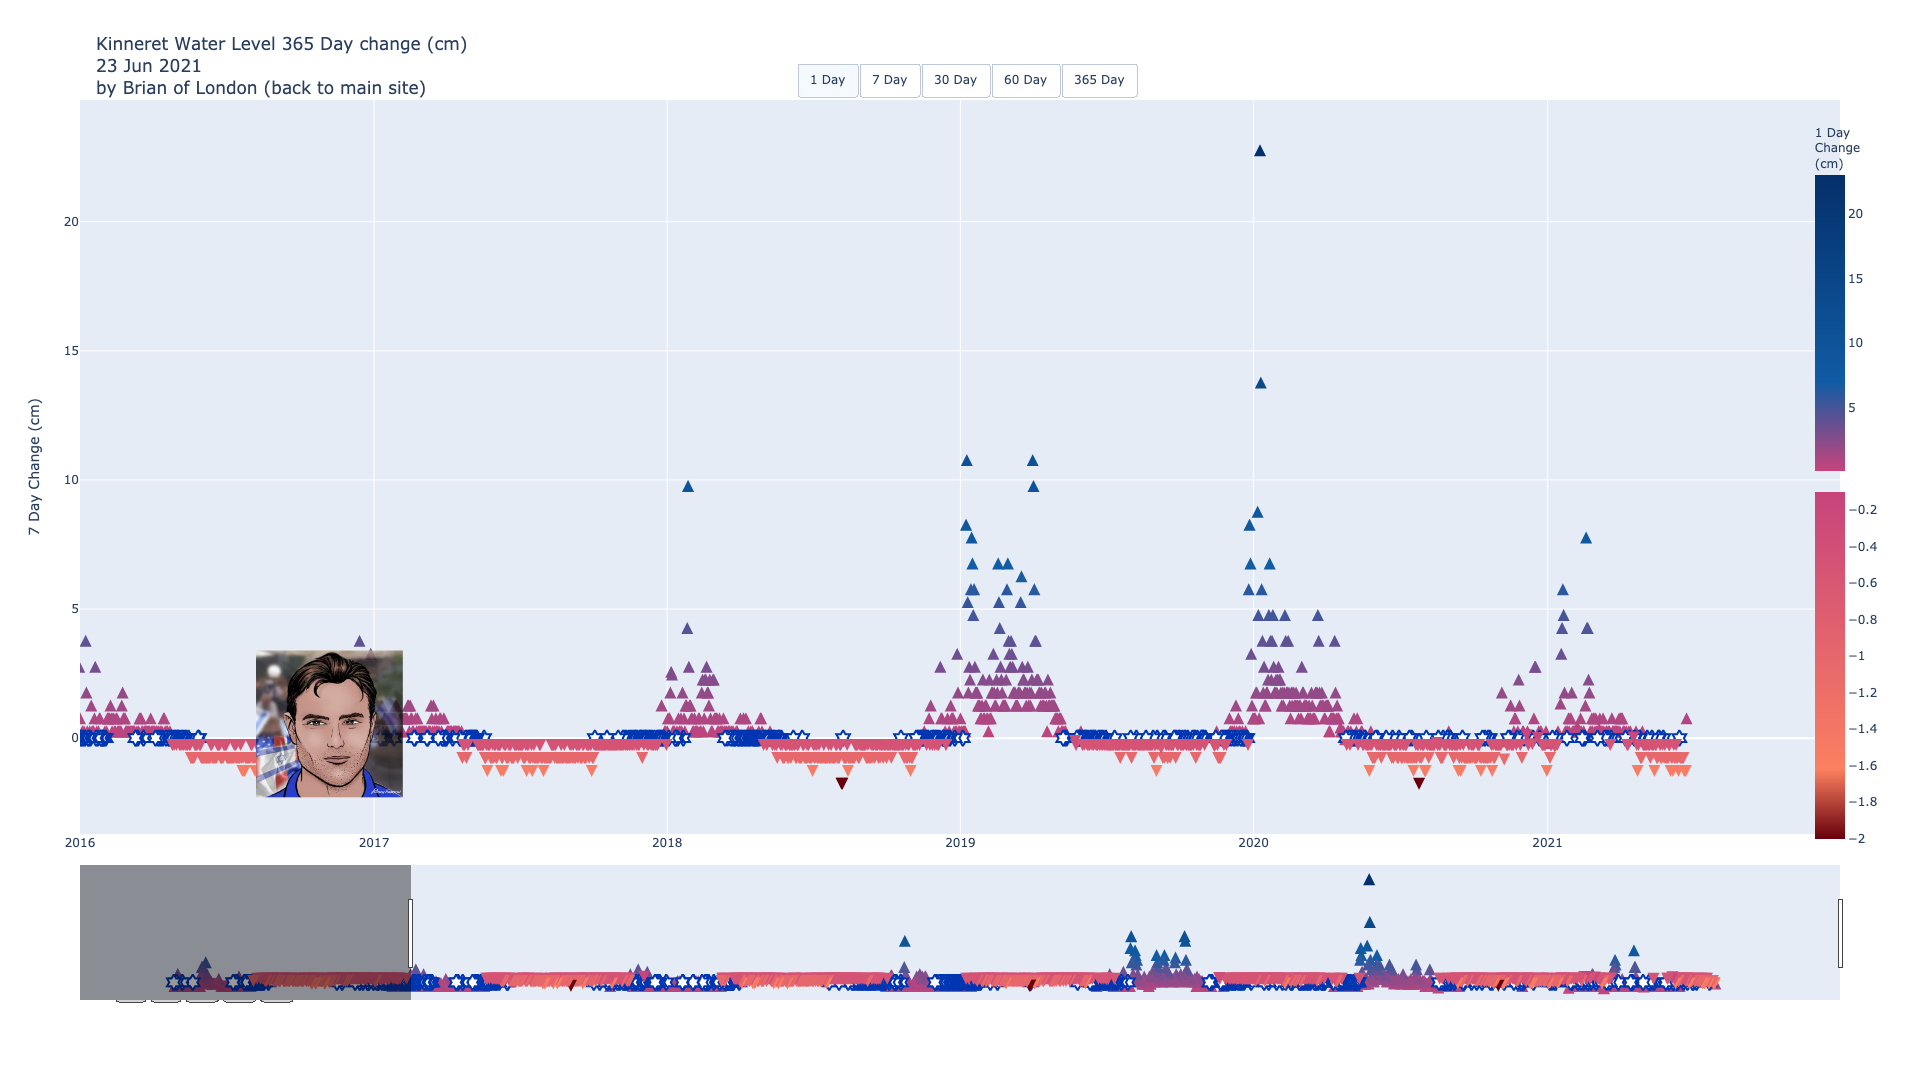 Kinneret Water Level 365 Day change (cm)
23 Jun 2021
by Brian of London (back to main site)
1 Day 7 Day 30 Day 60 Day 365 Day
1 Day
Change
(cm)
20
15
10
5
−0.2
−0.4
−0.6
−0.8
−1
−1.2
−1.4
−1.6
−1.8
−2
7 Day Change (cm)
20
15
10
5
0
2016 2017 2018 2019 2020 2021